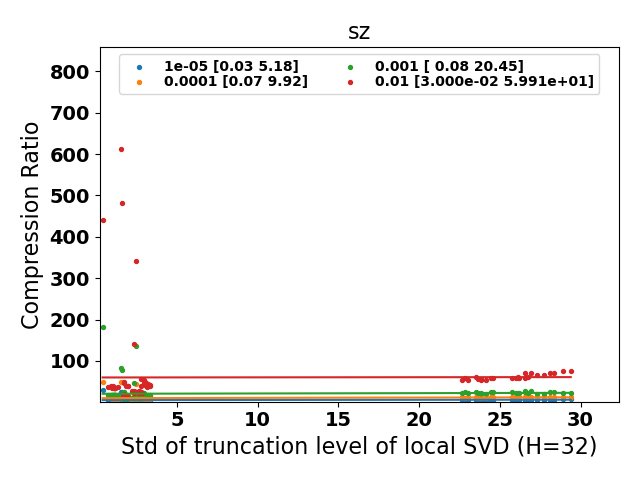 sz
1e-05 [0.03 5.18]
0.0001 [0.07 9.92]
0.001 [ 0.08 20.45]
0.01 [3.000e-02 5.991e+01]
Compression Ratio
800
700
600
500
400
300
200
100
5 10 15 20 25 30
Std of truncation level of local SVD (H=32)